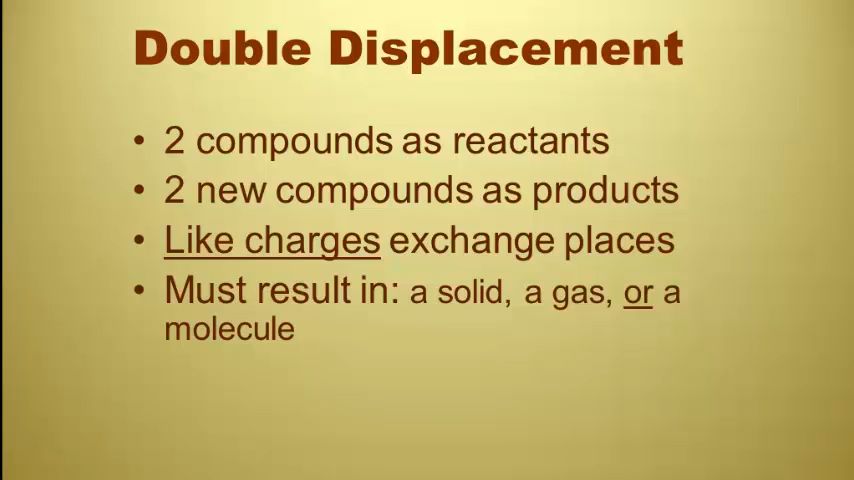 Double Displacement
• 2 compounds as reactants
• 2 new compounds as products
• Like charges exchange places
• Must result in: a solid, a gas, or a
molecule